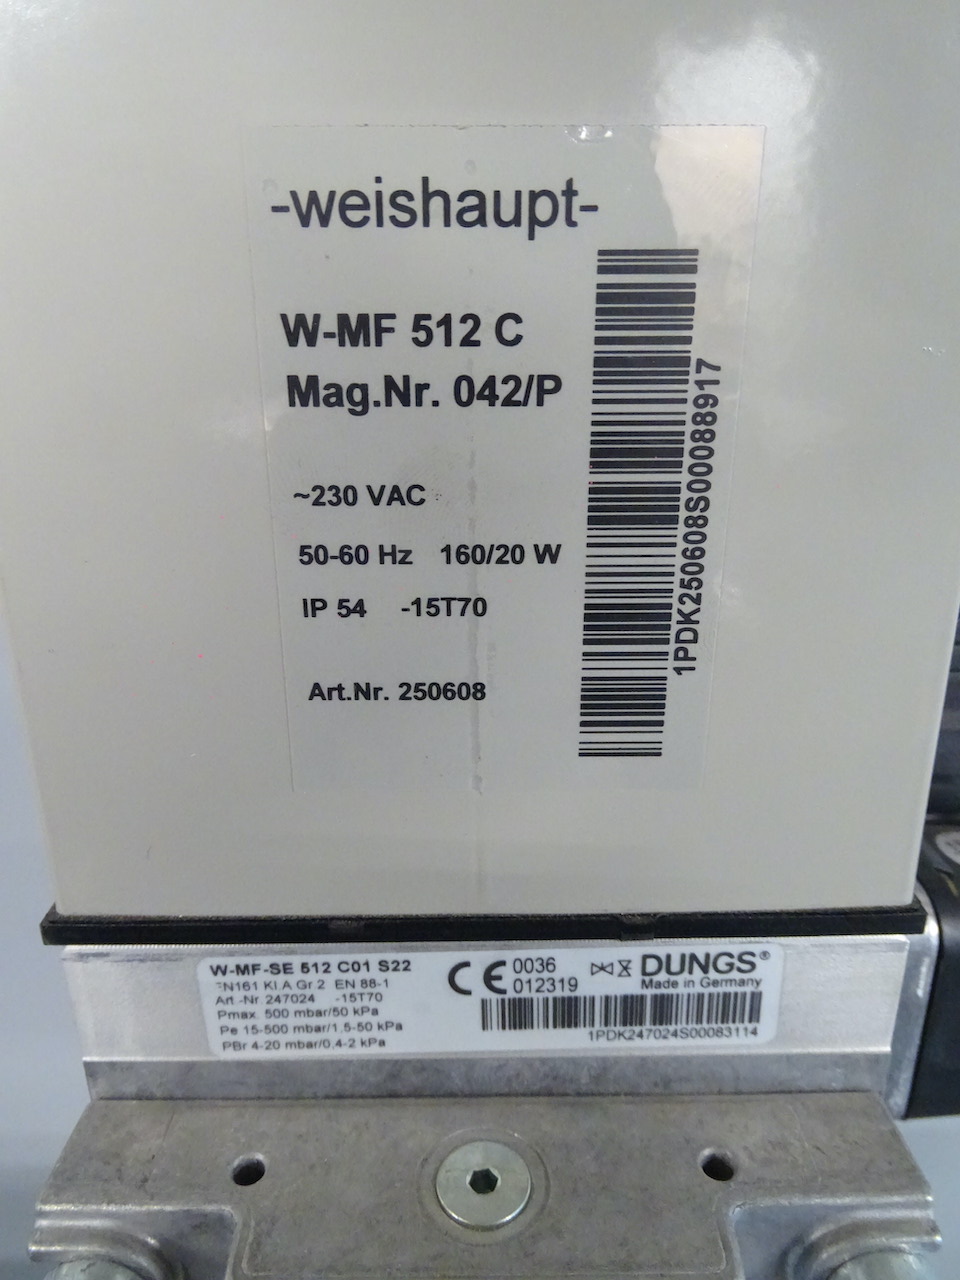 -weishaupt-
W-MF 512 C
Mag.Nr. 042/P
~230 VAC
50-60 Hz 160/20 W
IP 54 -15T70
Art.Nr. 250608
1PDK250608S00088917
W-MF-SE 512 C01 S22
EN161 Kl.A Gr 2 EN 88-1
Art.-Nr. 247024 -15T70
Pmax. 500 mbar/50 kPa
Pe 15-500 mbar/1,5-50 kPa
PBr 4-20 mbar/0,4-2 kPa
CE 0036
012319
DUNGS®
Made in Germany
1PDK247024S00083114